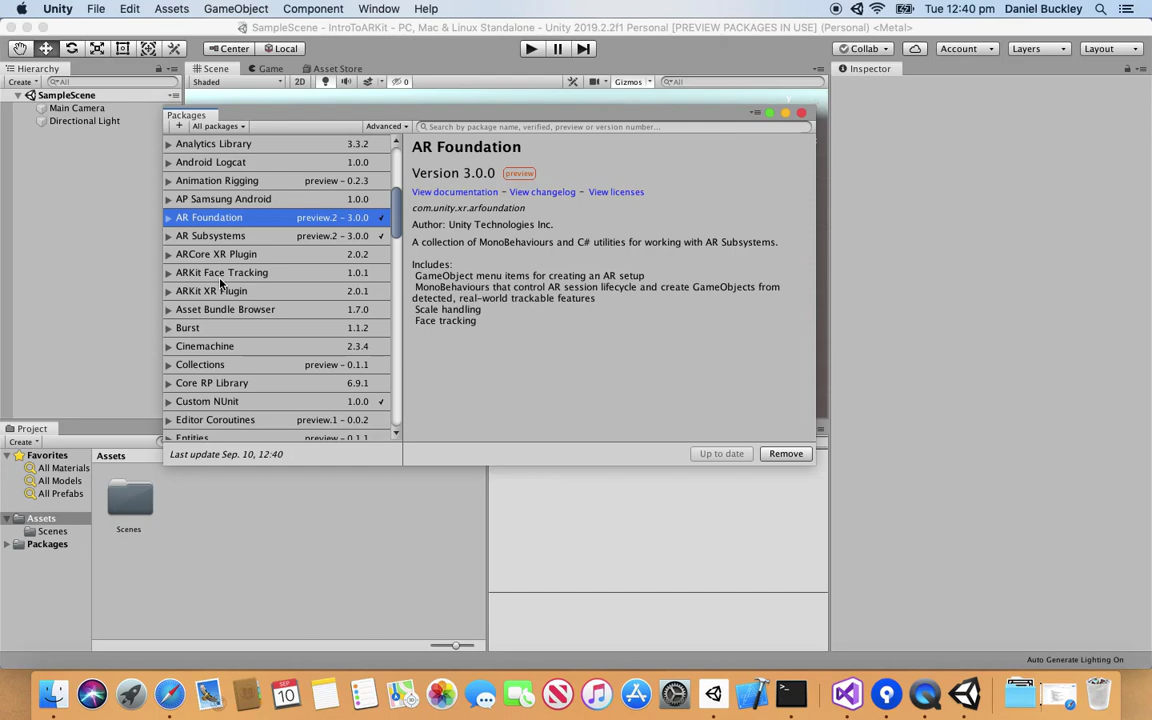 Unity File Edit Assets GameObject Component Window Help Tue 12:40 pm Daniel Buckley
SampleScene - IntroToARKit - PC, Mac & Linux Standalone - Unity 2019.2.2f1 Personal [PREVIEW PACKAGES IN USE] (Personal) <Metal>
Center Local Collab Account Layers Layout
Hierarchy Scene Game Asset Store Inspector
Create All Shaded 2D 0 Gizmos All
SampleScene
Main Camera
Directional Light
Packages
+ All packages Advanced Search by package name, verified, preview or version number...
Analytics Library 3.3.2
Android Logcat 1.0.0
Animation Rigging preview - 0.2.3
AP Samsung Android 1.0.0
AR Foundation preview.2 - 3.0.0 ✓
AR Subsystems preview.2 - 3.0.0 ✓
ARCore XR Plugin 2.0.2
ARKit Face Tracking 1.0.1
ARKit XR Plugin 2.0.1
Asset Bundle Browser 1.7.0
Burst 1.1.2
Cinemachine 2.3.4
Collections preview - 0.1.1
Core RP Library 6.9.1
Custom NUnit 1.0.0 ✓
Editor Coroutines preview.1 - 0.0.2
Entities preview - 0.1.1
Last update Sep. 10, 12:40
AR Foundation
Version 3.0.0 preview
View documentation - View changelog - View licenses
com.unity.xr.arfoundation
Author: Unity Technologies Inc.
A collection of MonoBehaviours and C# utilities for working with AR Subsystems.
Includes:
GameObject menu items for creating an AR setup
MonoBehaviours that control AR session lifecycle and create GameObjects from
detected, real-world trackable features
Scale handling
Face tracking
Up to date Remove
Project
Create
Favorites
All Materials
All Models
All Prefabs
Assets
Scenes
Packages
Assets
Scenes
Auto Generate Lighting On
SEP
10